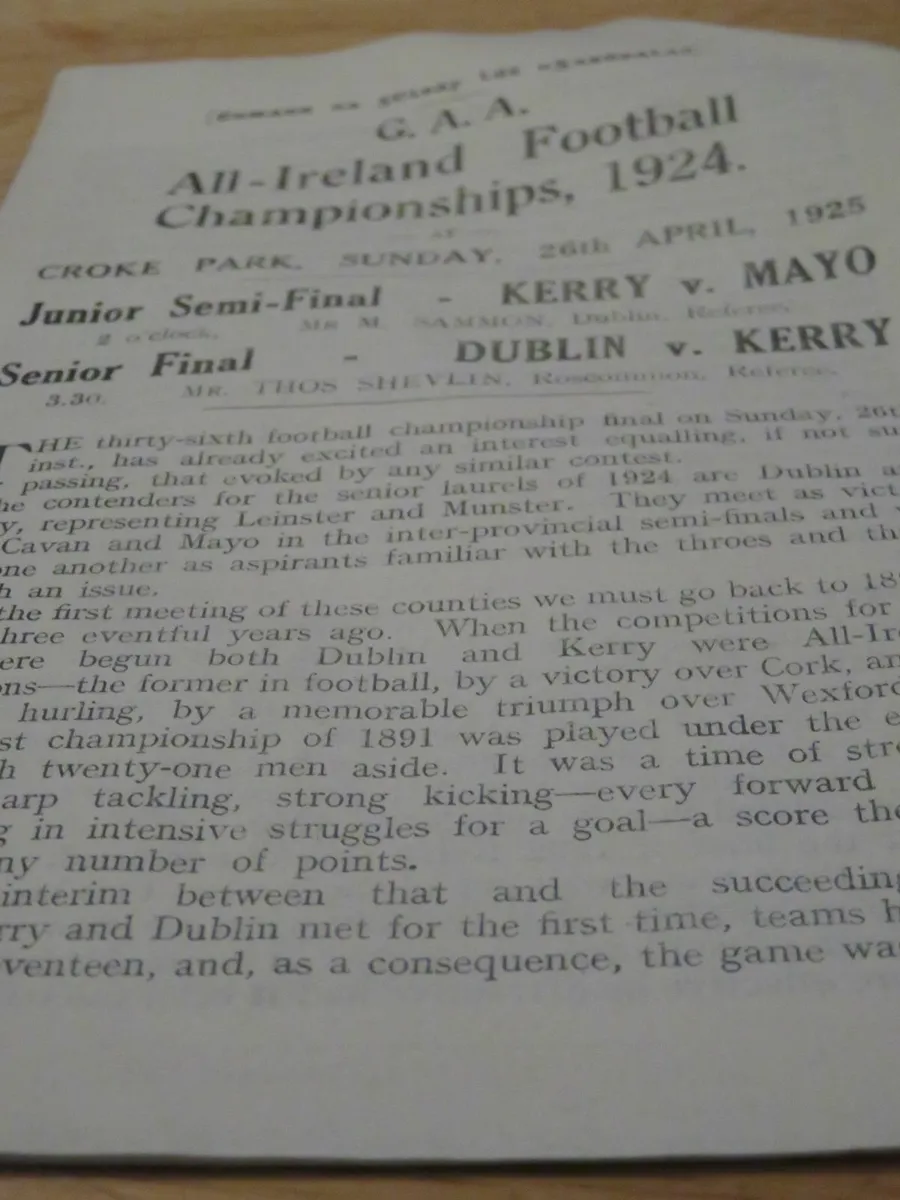 G. A. A.
All-Ireland Football
Championships, 1924.
AT
CROKE PARK, SUNDAY, 26th APRIL, 1925
Junior Semi-Final - KERRY v. MAYO
2 o'clock, Mr M. SAMMON, Dublin, Referee.
Senior Final - DUBLIN v. KERRY
3.30. MR. THOS SHEVLIN, Roscommon, Referee.
THE thirty-sixth football championship final on Sunday, 26t
inst., has already excited an interest equalling, if not su
passing, that evoked by any similar contest.
he contenders for the senior laurels of 1924 are Dublin a
y, representing Leinster and Munster. They meet as vict
Cavan and Mayo in the inter-provincial semi-finals and v
one another as aspirants familiar with the throes and th
h an issue.
the first meeting of these counties we must go back to 189
hree eventful years ago. When the competitions for
ere begun both Dublin and Kerry were All-Ire
ons—the former in football, by a victory over Cork, an
hurling, by a memorable triumph over Wexford
st championship of 1891 was played under the e
h twenty-one men aside. It was a time of stre
arp tackling, strong kicking—every forward
g in intensive struggles for a goal—a score the
ny number of points.
interim between that and the succeeding
rry and Dublin met for the first time, teams h
venteen, and, as a consequence, the game wa